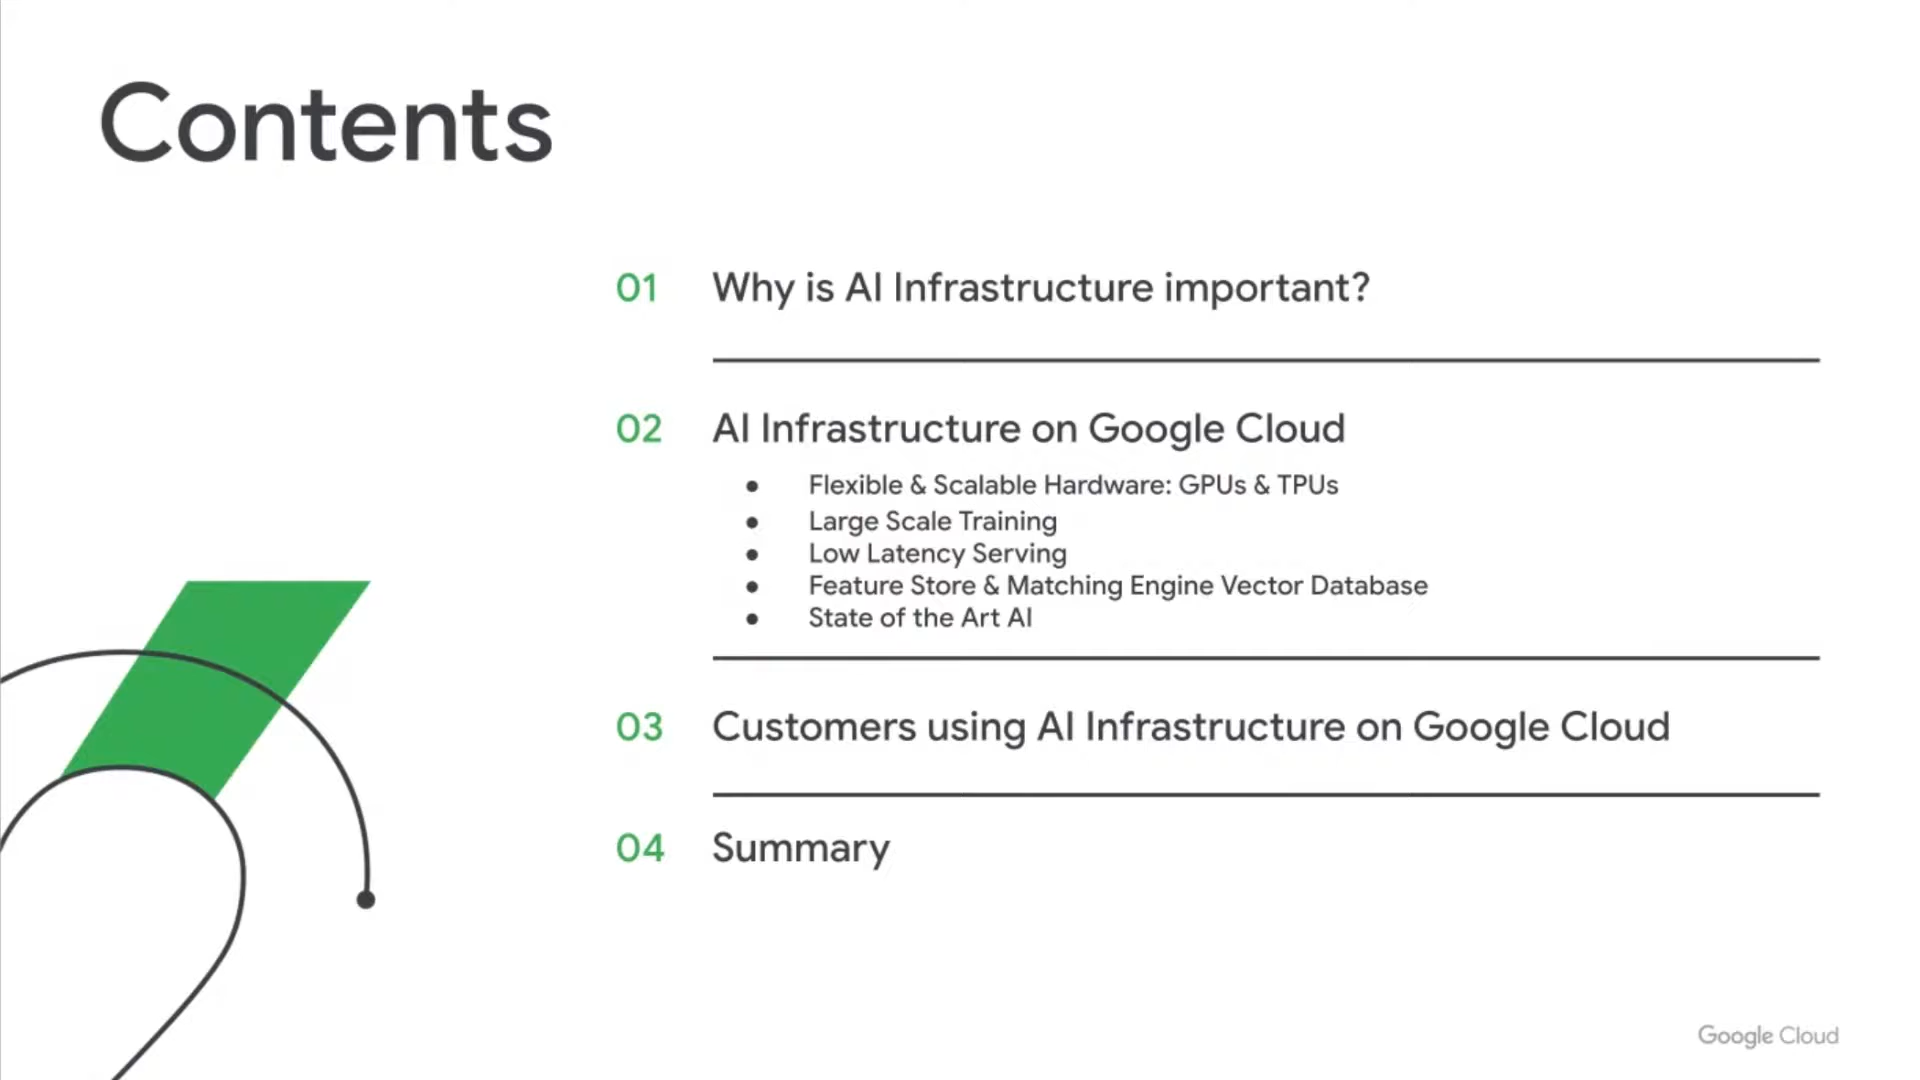 Contents
01 Why is AI Infrastructure important?
02 AI Infrastructure on Google Cloud
● Flexible & Scalable Hardware: GPUs & TPUs
● Large Scale Training
● Low Latency Serving
● Feature Store & Matching Engine Vector Database
● State of the Art AI
03 Customers using AI Infrastructure on Google Cloud
04 Summary
Google Cloud